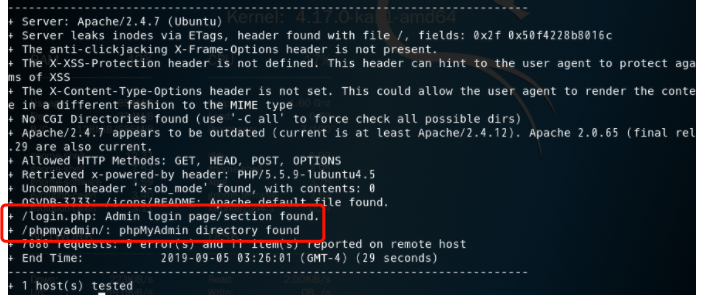 Kernel: 4.17.0-kali1-amd64
--------------------------------------------------------------------
+ Server: Apache/2.4.7 (Ubuntu)
+ Server leaks inodes via ETags, header found with file /, fields: 0x2f 0x50f4228b8016c
+ The anti-clickjacking X-Frame-Options header is not present.
+ The X-XSS-Protection header is not defined. This header can hint to the user agent to protect aga
ms of XSS
+ The X-Content-Type-Options header is not set. This could allow the user agent to render the conte
e in a different fashion to the MIME type
+ No CGI Directories found (use '-C all' to force check all possible dirs)
+ Apache/2.4.7 appears to be outdated (current is at least Apache/2.4.12). Apache 2.0.65 (final rel
.29 are also current.
+ Allowed HTTP Methods: GET, HEAD, POST, OPTIONS
+ Retrieved x-powered-by header: PHP/5.5.9-1ubuntu4.5
+ Uncommon header 'x-ob_mode' found, with contents: 0
+ OSVDB-3233: /icons/README: Apache default file found.
+ /login.php: Admin login page/section found.
+ /phpmyadmin/: phpMyAdmin directory found
+ 7686 requests: 0 error(s) and 11 item(s) reported on remote host
+ End Time: 2019-09-05 03:26:01 (GMT-4) (29 seconds)
--------------------------------------------------------------------
+ 1 host(s) tested